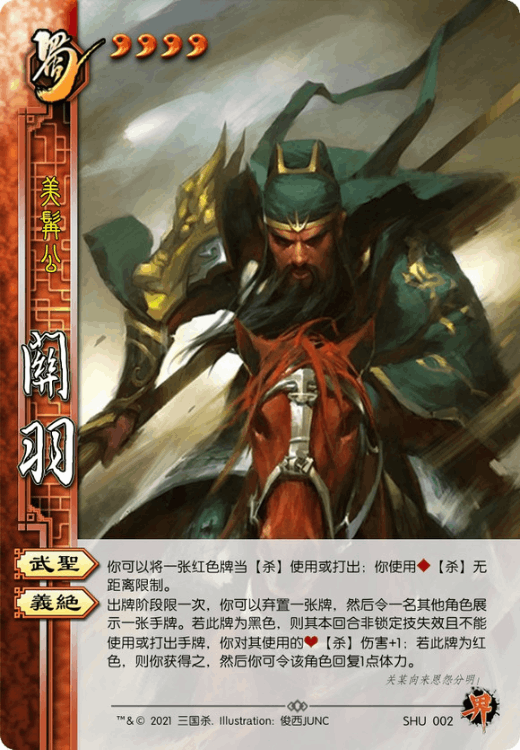 蜀
美髯公
關羽
武聖
你可以将一张红色牌当【杀】使用或打出；你使用♦【杀】无
距离限制。
義絶
出牌阶段限一次，你可以弃置一张牌，然后令一名其他角色展
示一张手牌。若此牌为黑色，则其本回合非锁定技失效且不能
使用或打出手牌，你对其使用的♥【杀】伤害+1；若此牌为红
色，则你获得之，然后你可令该角色回复1点体力。
关某向来恩怨分明！
界
™&© 2021 三国杀. Illustration: 俊西JUNC
SHU 002